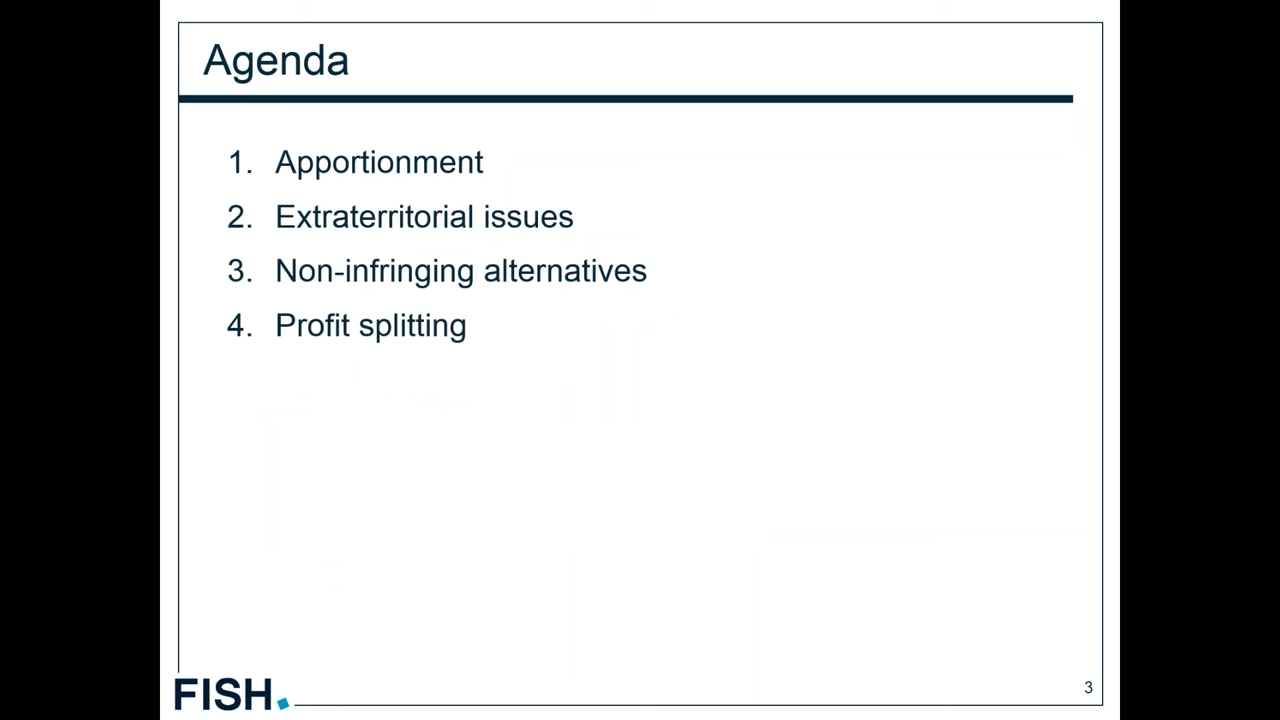 Agenda
1. Apportionment
2. Extraterritorial issues
3. Non-infringing alternatives
4. Profit splitting
FISH.
3